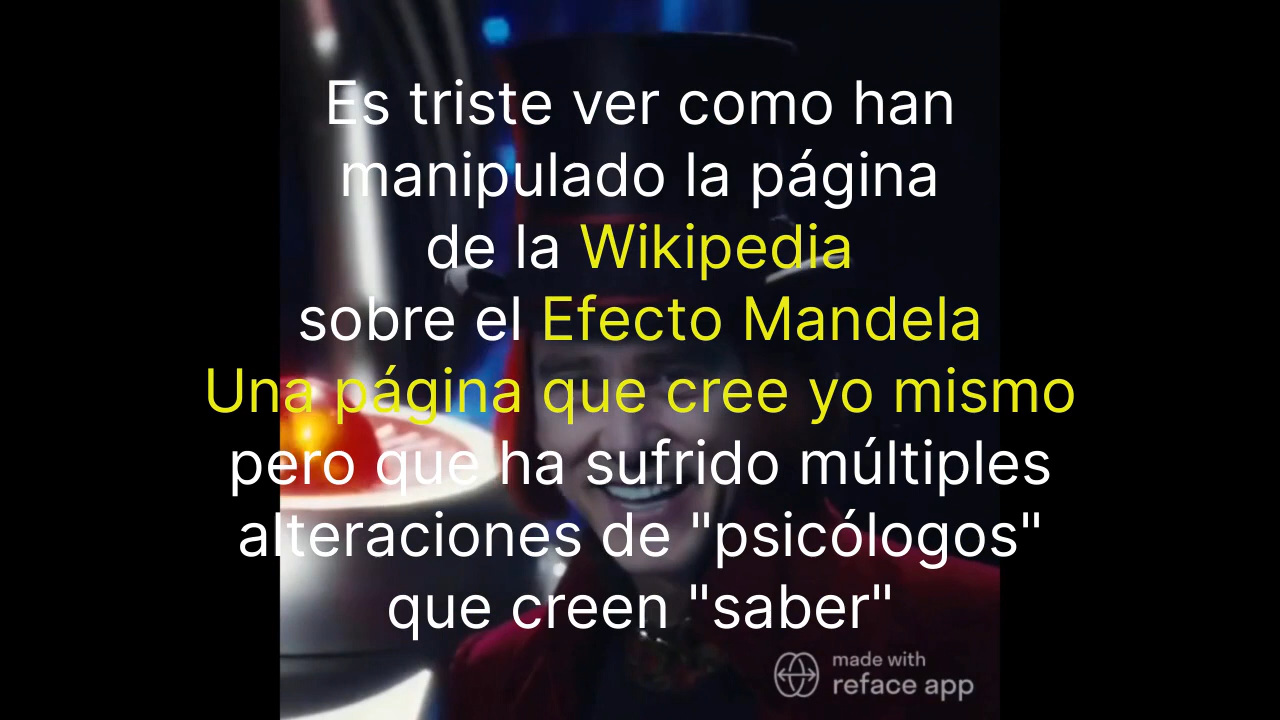 Es triste ver como han
manipulado la página
de la Wikipedia
sobre el Efecto Mandela
Una página que cree yo mismo
pero que ha sufrido múltiples
alteraciones de "psicólogos"
que creen "saber"
made with
reface app